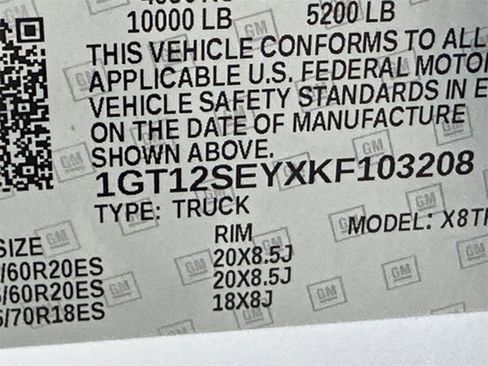 10000 LB 5200 LB
THIS VEHICLE CONFORMS TO ALL
APPLICABLE U.S. FEDERAL MOTOR
VEHICLE SAFETY STANDARDS IN E
ON THE DATE OF MANUFACTURE
SHOWN ABOVE.
1GT12SEYXKF103208
TYPE: TRUCK MODEL: X8T
SIZE RIM
/60R20ES 20X8.5J
/60R20ES 20X8.5J
/70R18ES 18X8J
GM